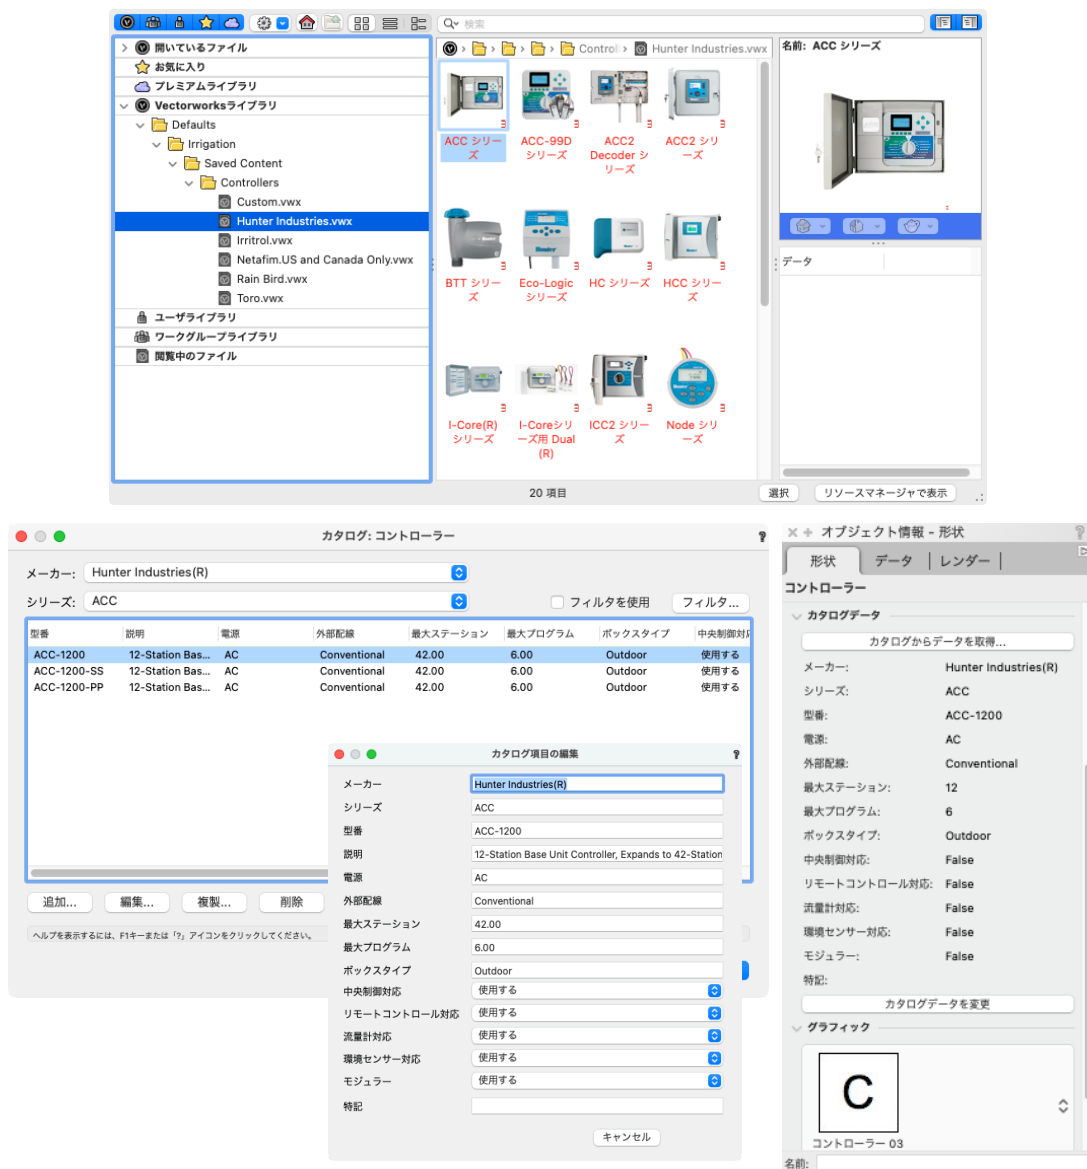 検索
開いているファイル
お気に入り
プレミアムライブラリ
Vectorworksライブラリ
Defaults
Irrigation
Saved Content
Controllers
Custom.vwx
Hunter Industries.vwx
Irritrol.vwx
Netafim.US and Canada Only.vwx
Rain Bird.vwx
Toro.vwx
ユーザライブラリ
ワークグループライブラリ
閲覧中のファイル
Control Hunter Industries.vwx
ACC シリーズ
ACC-99D シリーズ
ACC2 Decoder シリーズ
ACC2 シリーズ
BTT シリーズ
Eco-Logic シリーズ
HC シリーズ
HCC シリーズ
I-Core(R) シリーズ
I-Coreシリーズ用 Dual (R)
ICC2 シリーズ
Node シリーズ
名前: ACC シリーズ
データ
20 項目
選択
リソースマネージャで表示
カタログ: コントローラー
メーカー: Hunter Industries(R)
シリーズ: ACC
フィルタを使用
フィルタ...
型番 説明 電源 外部配線 最大ステーション 最大プログラム ボックスタイプ 中央制御対応
ACC-1200 12-Station Bas... AC Conventional 42.00 6.00 Outdoor 使用する
ACC-1200-SS 12-Station Bas... AC Conventional 42.00 6.00 Outdoor 使用する
ACC-1200-PP 12-Station Bas... AC Conventional 42.00 6.00 Outdoor 使用する
追加...
編集...
複製...
削除
ヘルプを表示するには、F1キーまたは「?」アイコンをクリックしてください。
カタログ項目の編集
メーカー Hunter Industries(R)
シリーズ ACC
型番 ACC-1200
説明 12-Station Base Unit Controller, Expands to 42-Station
電源 AC
外部配線 Conventional
最大ステーション 42.00
最大プログラム 6.00
ボックスタイプ Outdoor
中央制御対応 使用する
リモートコントロール対応 使用する
流量計対応 使用する
環境センサー対応 使用する
モジュラー 使用する
特記
キャンセル
オブジェクト情報 - 形状
形状 データ レンダー
コントローラー
カタログデータ
カタログからデータを取得...
メーカー: Hunter Industries(R)
シリーズ: ACC
型番: ACC-1200
電源: AC
外部配線: Conventional
最大ステーション: 12
最大プログラム: 6
ボックスタイプ: Outdoor
中央制御対応: False
リモートコントロール対応: False
流量計対応: False
環境センサー対応: False
モジュラー: False
特記:
カタログデータを変更
グラフィック
C
コントローラー 03
名前: